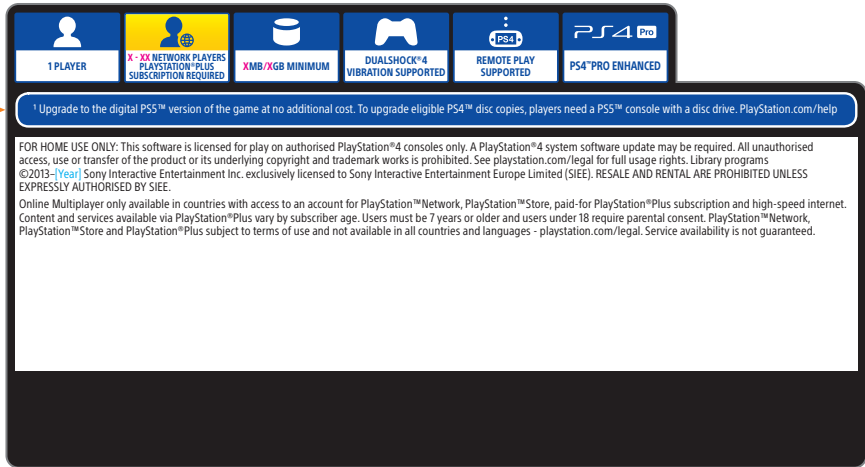 PS4 Pro
PS4
1 PLAYER
X - XX NETWORK PLAYERS
PLAYSTATION®PLUS
SUBSCRIPTION REQUIRED
XMB/XGB MINIMUM
DUALSHOCK®4
VIBRATION SUPPORTED
REMOTE PLAY
SUPPORTED
PS4™PRO ENHANCED
¹ Upgrade to the digital PS5™ version of the game at no additional cost. To upgrade eligible PS4™ disc copies, players need a PS5™ console with a disc drive. PlayStation.com/help
FOR HOME USE ONLY: This software is licensed for play on authorised PlayStation®4 consoles only. A PlayStation®4 system software update may be required. All unauthorised
access, use or transfer of the product or its underlying copyright and trademark works is prohibited. See playstation.com/legal for full usage rights. Library programs
©2013–[Year] Sony Interactive Entertainment Inc. exclusively licensed to Sony Interactive Entertainment Europe Limited (SIEE). RESALE AND RENTAL ARE PROHIBITED UNLESS
EXPRESSLY AUTHORISED BY SIEE.
Online Multiplayer only available in countries with access to an account for PlayStation™Network, PlayStation™Store, paid-for PlayStation®Plus subscription and high-speed internet.
Content and services available via PlayStation®Plus vary by subscriber age. Users must be 7 years or older and users under 18 require parental consent. PlayStation™Network,
PlayStation™Store and PlayStation®Plus subject to terms of use and not available in all countries and languages - playstation.com/legal. Service availability is not guaranteed.